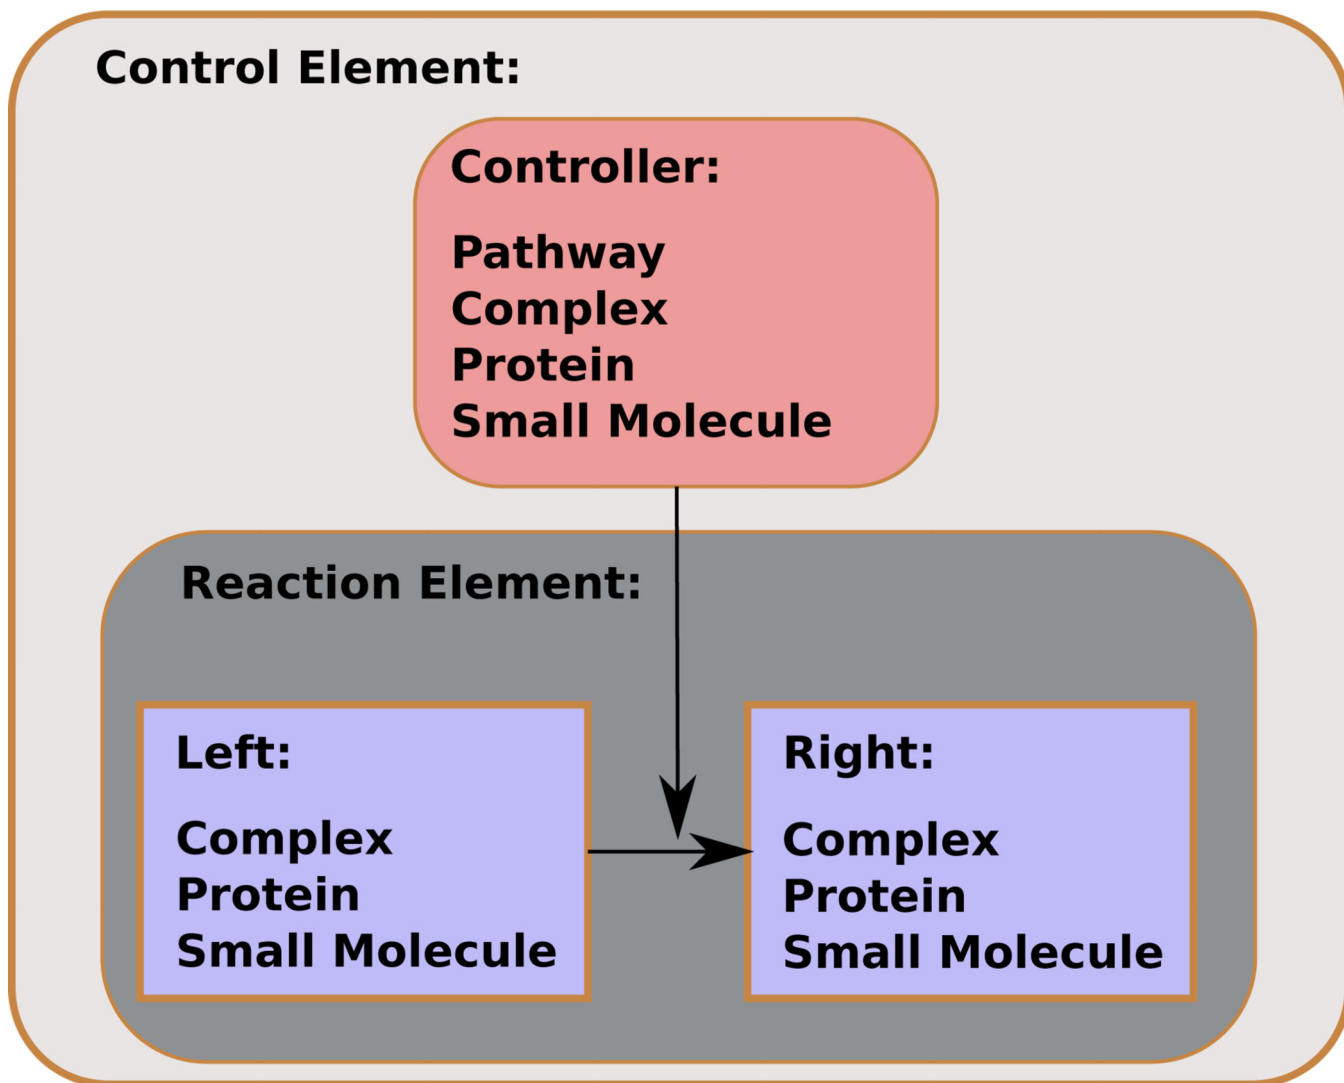 Control Element:
Controller:
Pathway
Complex
Protein
Small Molecule
Reaction Element:
Left:
Complex
Protein
Small Molecule
Right:
Complex
Protein
Small Molecule